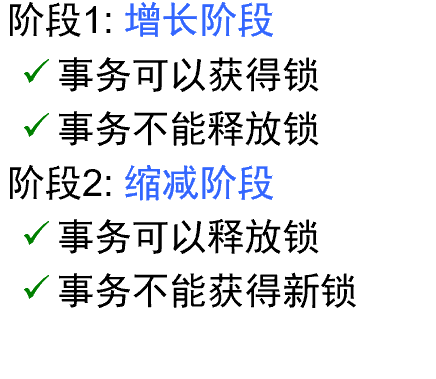 阶段1: 增长阶段
✓ 事务可以获得锁
✓ 事务不能释放锁
阶段2: 缩减阶段
✓ 事务可以释放锁
✓ 事务不能获得新锁